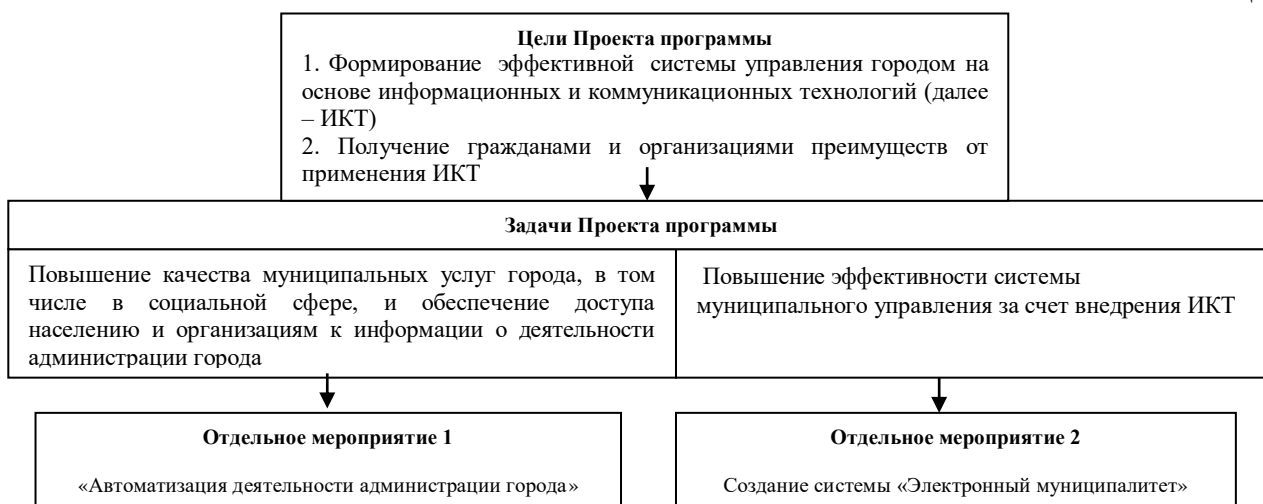 Цели Проекта программы
1. Формирование эффективной системы управления городом на
основе информационных и коммуникационных технологий (далее
– ИКТ)
2. Получение гражданами и организациями преимуществ от
применения ИКТ
Задачи Проекта программы
Повышение качества муниципальных услуг города, в том
числе в социальной сфере, и обеспечение доступа
населению и организациям к информации о деятельности
администрации города
Повышение эффективности системы
муниципального управления за счет внедрения ИКТ
Отдельное мероприятие 1
«Автоматизация деятельности администрации города»
Отдельное мероприятие 2
Создание системы «Электронный муниципалитет»